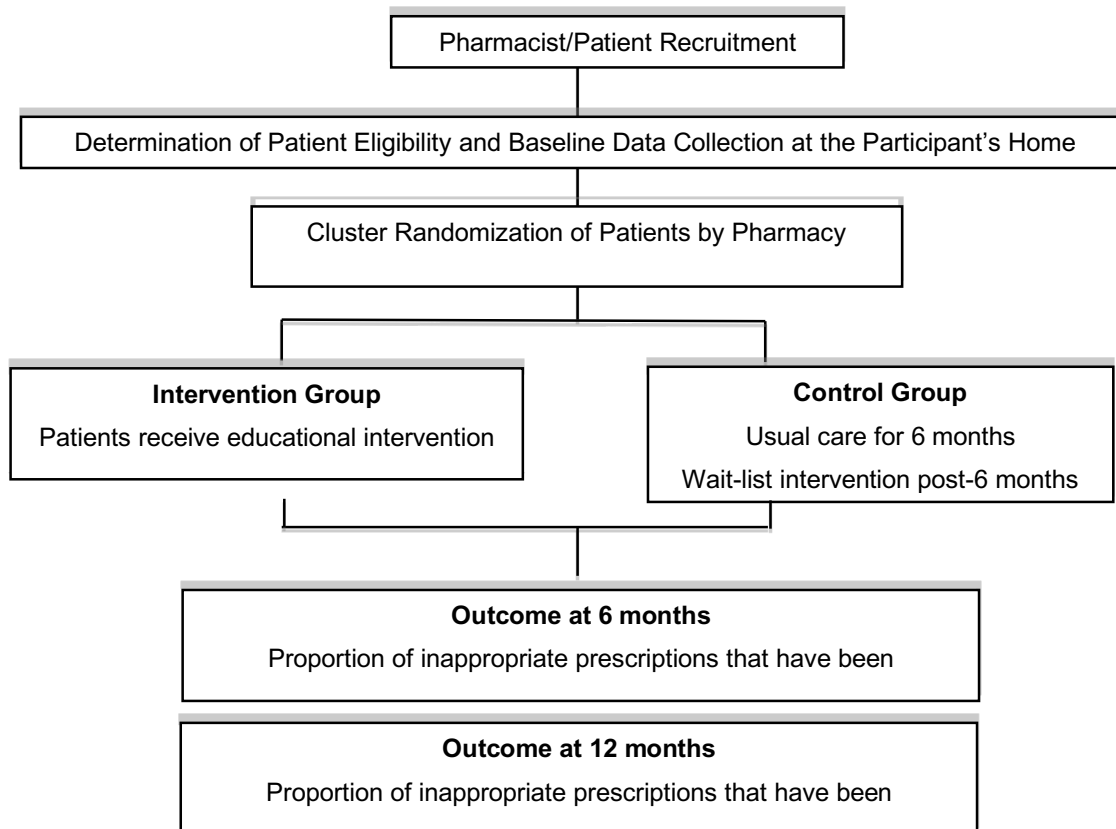 Pharmacist/Patient Recruitment
Determination of Patient Eligibility and Baseline Data Collection at the Participant's Home
Cluster Randomization of Patients by Pharmacy
Intervention Group
Patients receive educational intervention
Control Group
Usual care for 6 months
Wait-list intervention post-6 months
Outcome at 6 months
Proportion of inappropriate prescriptions that have been
Outcome at 12 months
Proportion of inappropriate prescriptions that have been